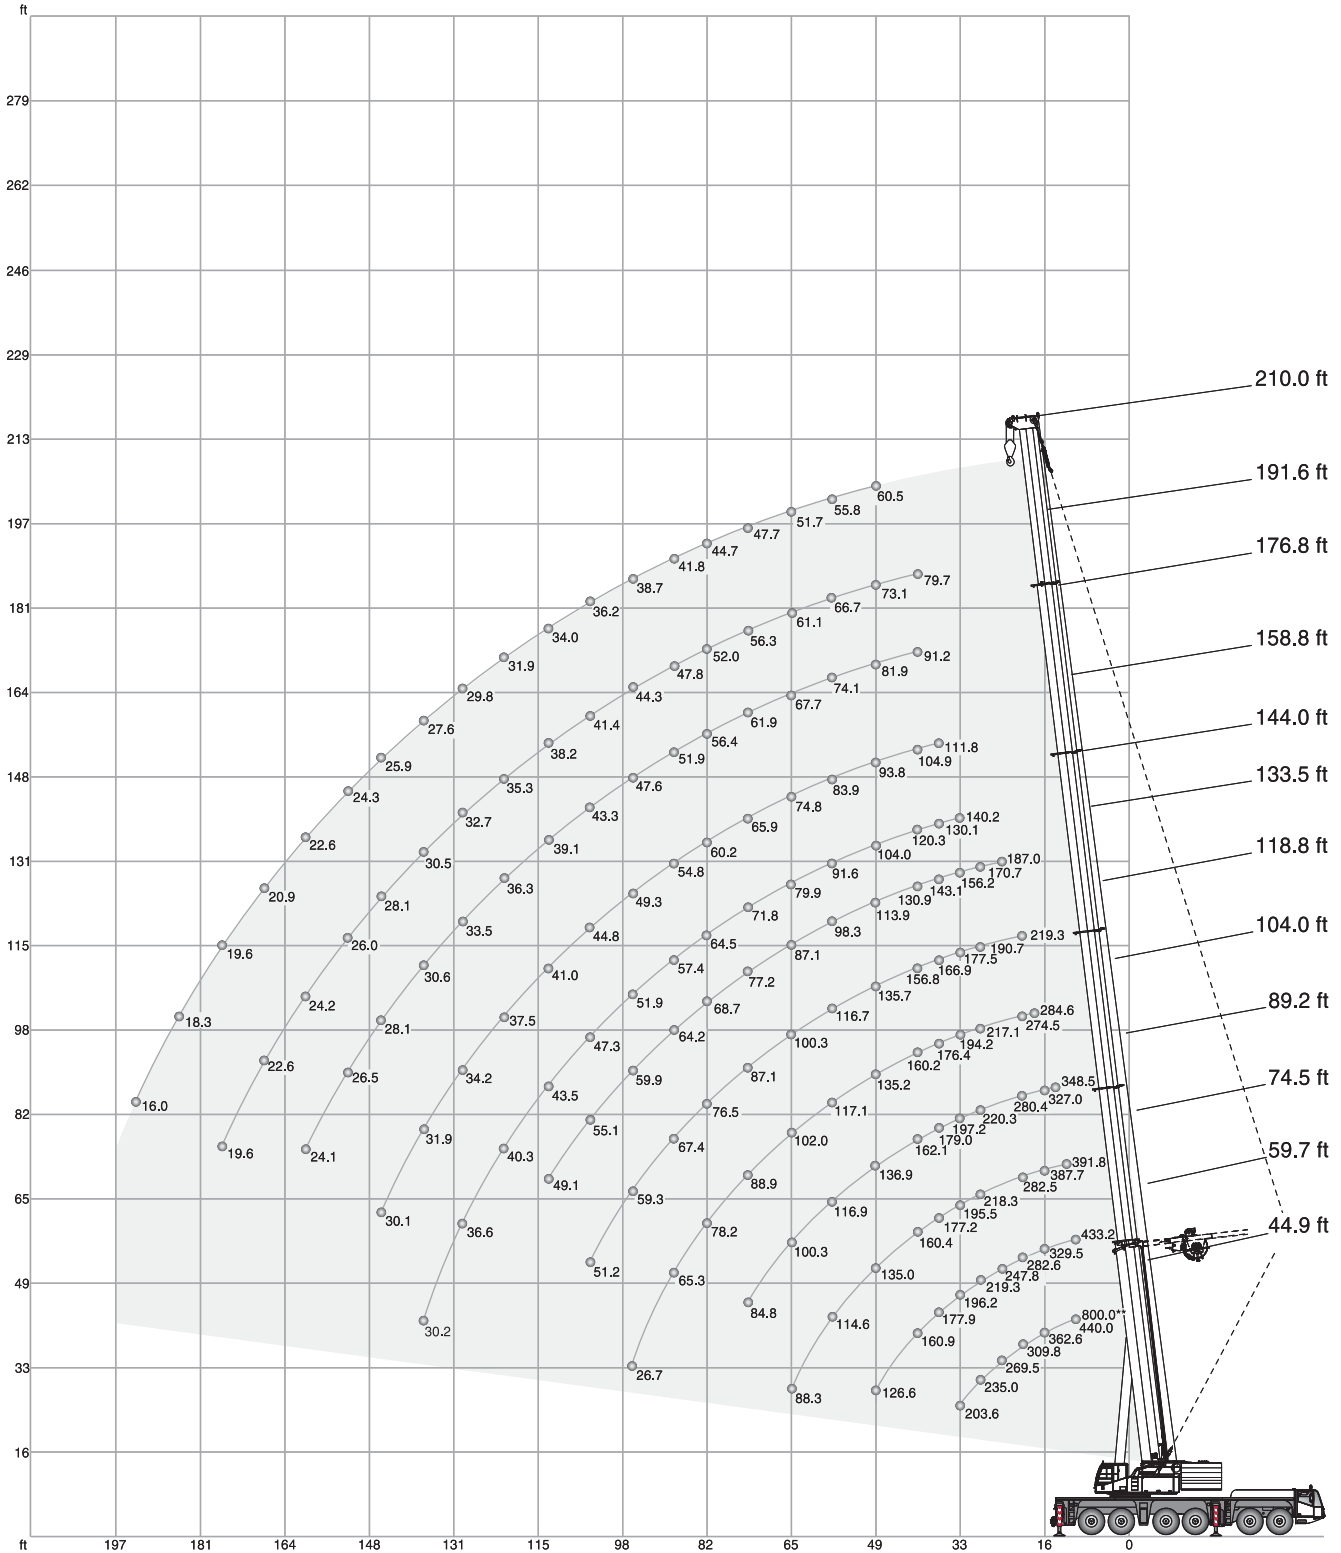 ft
279
262
246
229
213
197
181
164
148
131
115
98
82
65
49
33
16
210.0 ft
191.6 ft
176.8 ft
158.8 ft
144.0 ft
133.5 ft
118.8 ft
104.0 ft
89.2 ft
74.5 ft
59.7 ft
44.9 ft
16.0 18.3 19.6 20.9 22.6 24.3 25.9 27.6 29.8 31.9 34.0 36.2 38.7 41.8 44.7 47.7 51.7 55.8 60.5
19.6 22.6 24.2 26.0 28.1 30.5 32.7 35.3 38.2 41.4 44.3 47.8 52.0 56.3 61.1 66.7 73.1 79.7
24.1 26.5 28.1 30.6 33.5 36.3 39.1 43.3 47.6 51.9 56.4 61.9 67.7 74.1 81.9 91.2
30.1 31.9 34.2 37.5 41.0 44.8 49.3 54.8 60.2 65.9 74.8 83.9 93.8 104.9 111.8
30.2 36.6 40.3 43.5 47.3 51.9 57.4 64.5 71.8 79.9 91.6 104.0 120.3 130.1 140.2
49.1 55.1 59.9 64.2 68.7 77.2 87.1 98.3 113.9 130.9 143.1 156.2 170.7 187.0
51.2 59.3 67.4 76.5 87.1 100.3 116.7 135.7 156.8 166.9 177.5 190.7 219.3
26.7 65.3 78.2 88.9 102.0 117.1 135.2 160.2 176.4 194.2 217.1 274.5 284.6
84.8 100.3 116.9 136.9 162.1 179.0 197.2 220.3 280.4 327.0 348.5
88.3 114.6 135.0 160.4 177.2 195.5 218.3 282.5 387.7 391.8
126.6 160.9 177.9 196.2 219.3 247.8 282.6 329.5 433.2
203.6 235.0 269.5 309.8 362.6 800.0**
440.0
ft 197 181 164 148 131 115 98 82 65 49 33 16 0